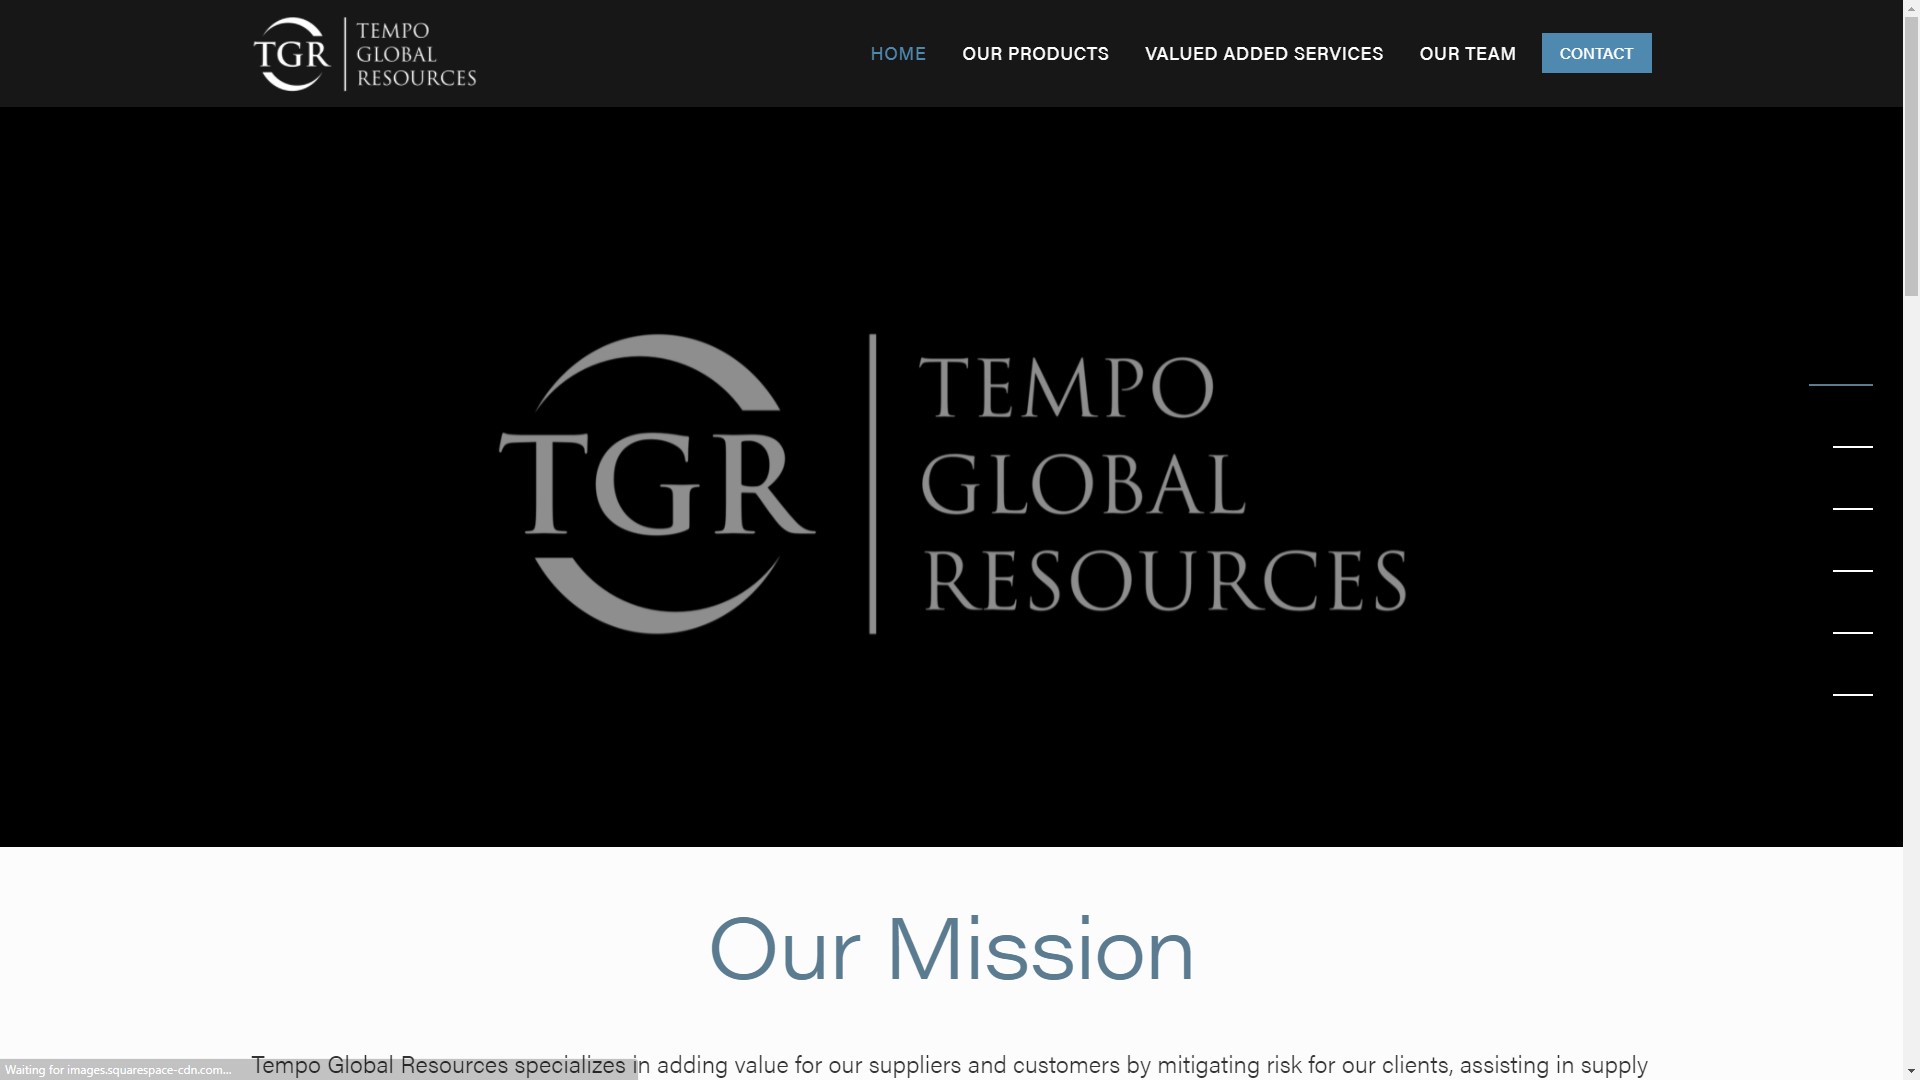 TGR
TEMPO
GLOBAL
RESOURCES
HOME
OUR PRODUCTS
VALUED ADDED SERVICES
OUR TEAM
CONTACT
TGR
TEMPO
GLOBAL
RESOURCES
Our Mission
Tempo Global Resources specializes in adding value for our suppliers and customers by mitigating risk for our clients, assisting in supply
Waiting for images.squarespace-cdn.com...